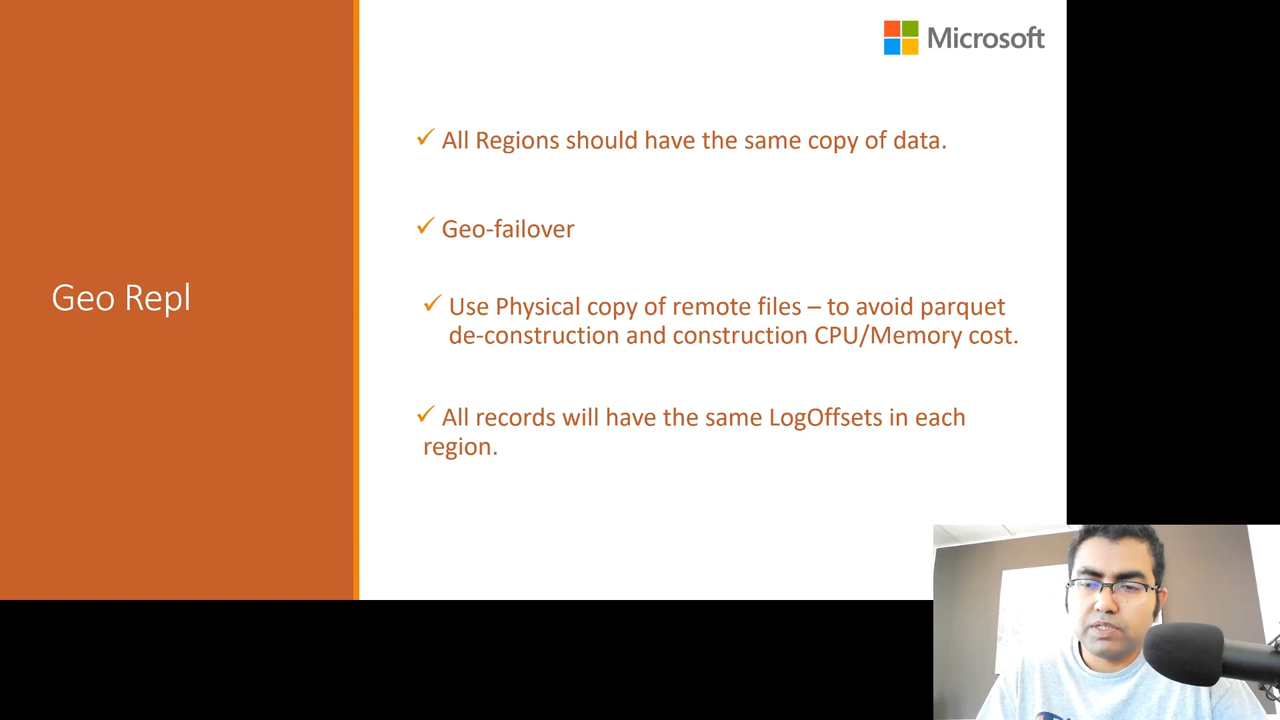 Microsoft
✓ All Regions should have the same copy of data.
✓ Geo-failover
Geo Repl
✓ Use Physical copy of remote files – to avoid parquet
de-construction and construction CPU/Memory cost.
✓ All records will have the same LogOffsets in each
region.